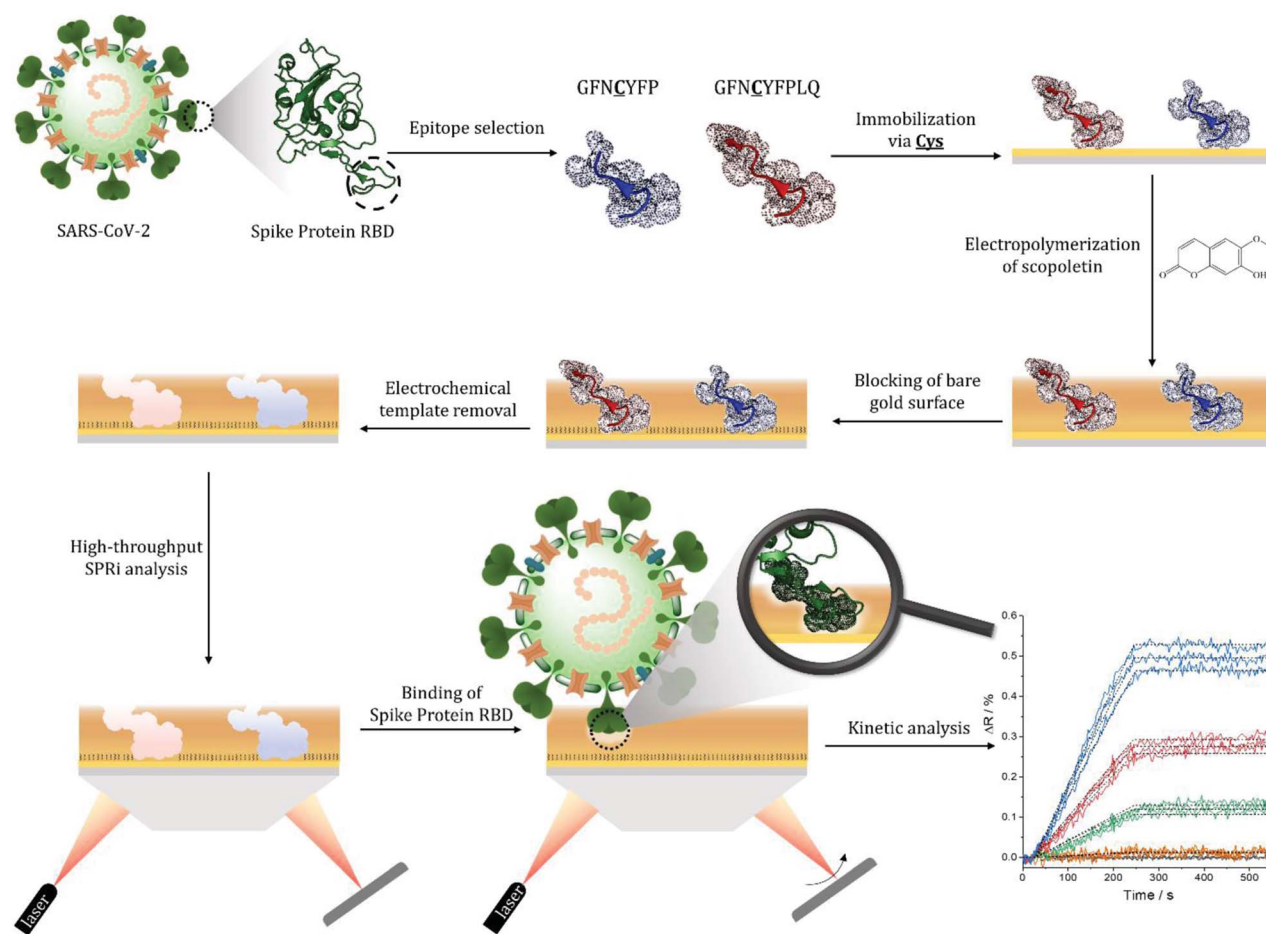 GFNCYFP
GFNCYFPLQ
Epitope selection
Immobilization
via Cys
SARS-CoV-2
Spike Protein RBD
Electropolymerization
of scopoletin
O
O
O
OH
Electrochemical
template removal
Blocking of bare
gold surface
High-throughput
SPRi analysis
Binding of
Spike Protein RBD
Kinetic analysis
laser
laser
ΔR / %
0.6
0.5
0.4
0.3
0.2
0.1
0.0
0 100 200 300 400 500
Time / s